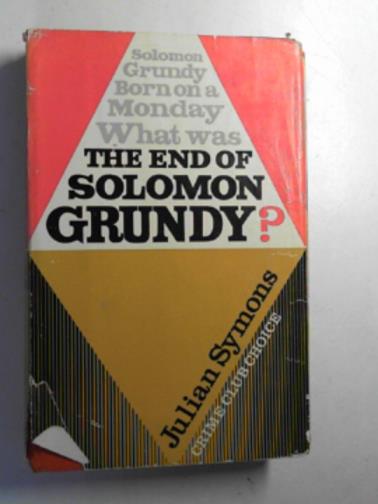 Solomon
Grundy
Born on a
Monday
What was
THE END OF
SOLOMON
GRUNDY?
Julian Symons
CRIME CLUB CHOICE